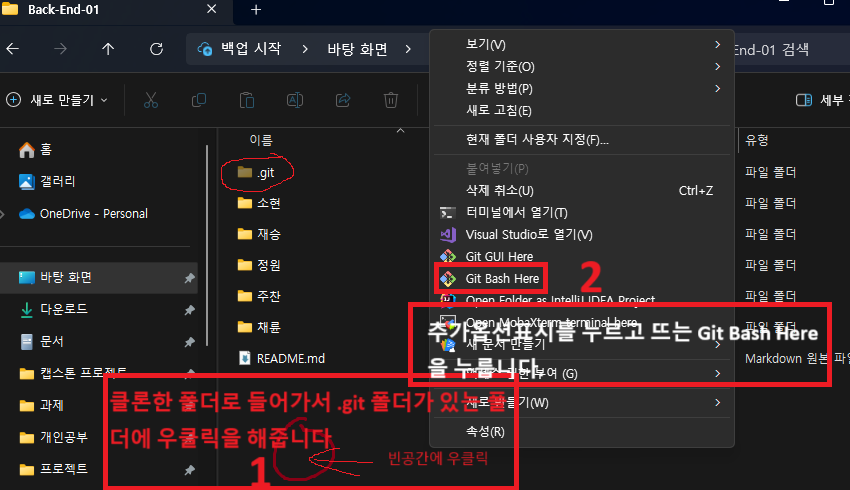 Back-End-01
백업 시작
바탕 화면
End-01 검색
새로 만들기
세부
홈
갤러리
OneDrive - Personal
바탕 화면
다운로드
문서
캡스톤 프로젝트
과제
개인공부
프로젝트
이름
유형
.git
파일 폴더
소현
파일 폴더
재승
파일 폴더
정원
파일 폴더
주찬
파일 폴더
채륜
파일 폴더
README.md
Markdown 원본 파일
보기(V)
정렬 기준(O)
분류 방법(P)
새로 고침(E)
현재 폴더 사용자 지정(F)...
붙여넣기(P)
삭제 취소(U) Ctrl+Z
터미널에서 열기(T)
Visual Studio로 열기(V)
Git GUI Here
Git Bash Here
Open Folder as IntelliJ IDEA Project
Open MobaXterm terminal here
새 문서 만들기
권한 부여 (G)
새로 만들기(W)
속성(R)
2
추가옵션표시를 누르고 뜨는 Git Bash Here
을 누릅니다.
클론한 폴더로 들어가서 .git 폴더가 있는 폴
더에 우클릭을 해줍니다.
1
빈공간에 우클릭